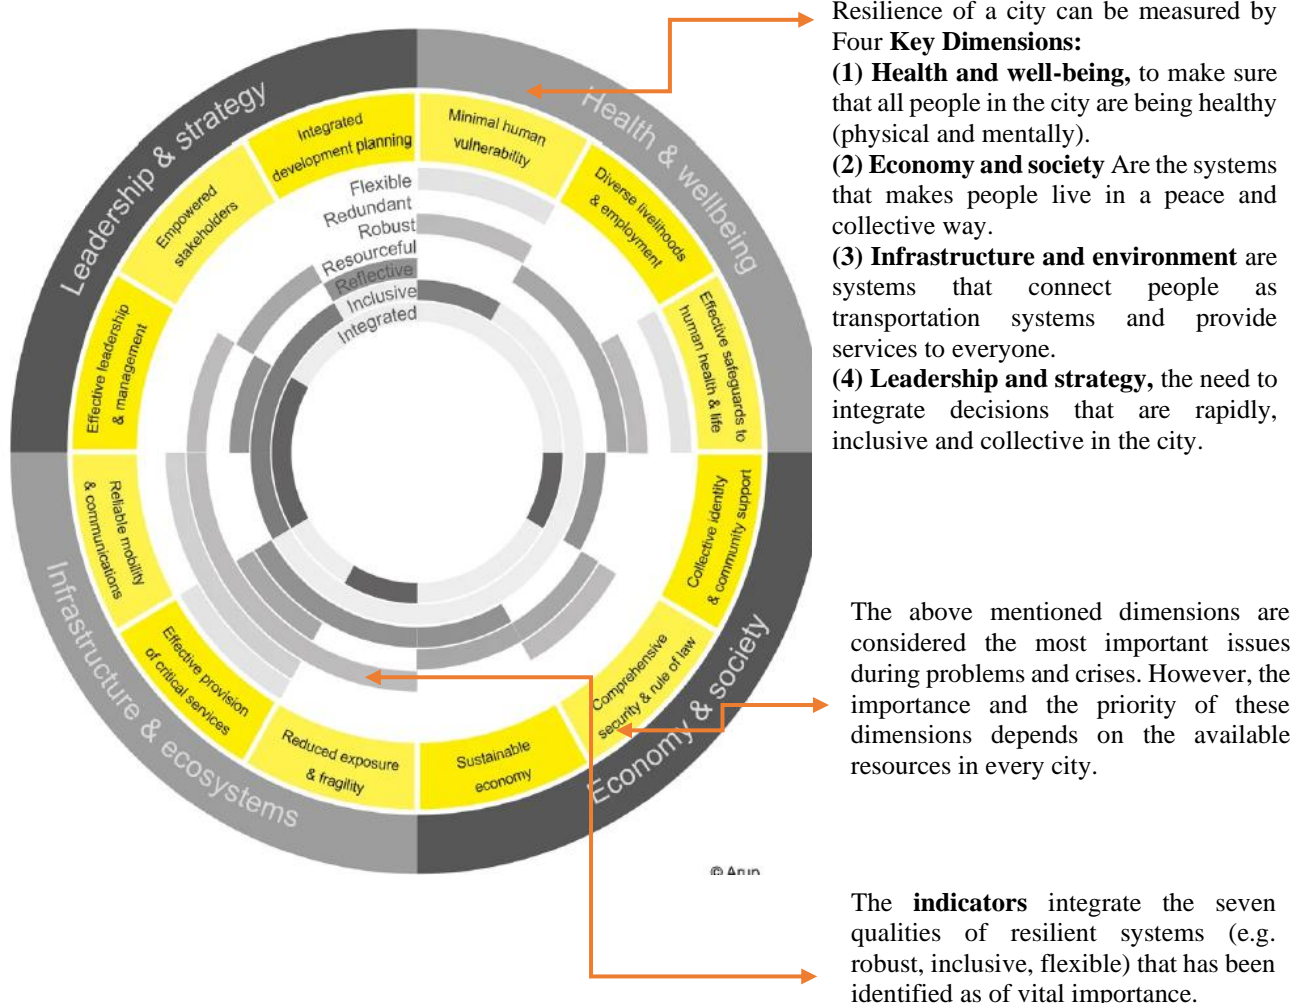 Leadership & strategy
Health & wellbeing
Infrastructure & ecosystems
Economy & society
Integrated
development planning
Minimal human
vulnerability
Diverse livelihoods
& employment
Effective safeguards to
human health & life
Collective identity
& community support
Comprehensive
security & rule of law
Sustainable
economy
Reduced exposure
& fragility
Effective provision
of critical services
Reliable mobility
& communications
Effective leadership
& management
Empowered
stakeholders
Flexible
Redundant
Robust
Resourceful
Reflective
Inclusive
Integrated
© Arup
Resilience of a city can be measured by
Four Key Dimensions:
(1) Health and well-being, to make sure
that all people in the city are being healthy
(physical and mentally).
(2) Economy and society Are the systems
that makes people live in a peace and
collective way.
(3) Infrastructure and environment are
systems that connect people as
transportation systems and provide
services to everyone.
(4) Leadership and strategy, the need to
integrate decisions that are rapidly,
inclusive and collective in the city.
The above mentioned dimensions are
considered the most important issues
during problems and crises. However, the
importance and the priority of these
dimensions depends on the available
resources in every city.
The indicators integrate the seven
qualities of resilient systems (e.g.
robust, inclusive, flexible) that has been
identified as of vital importance.